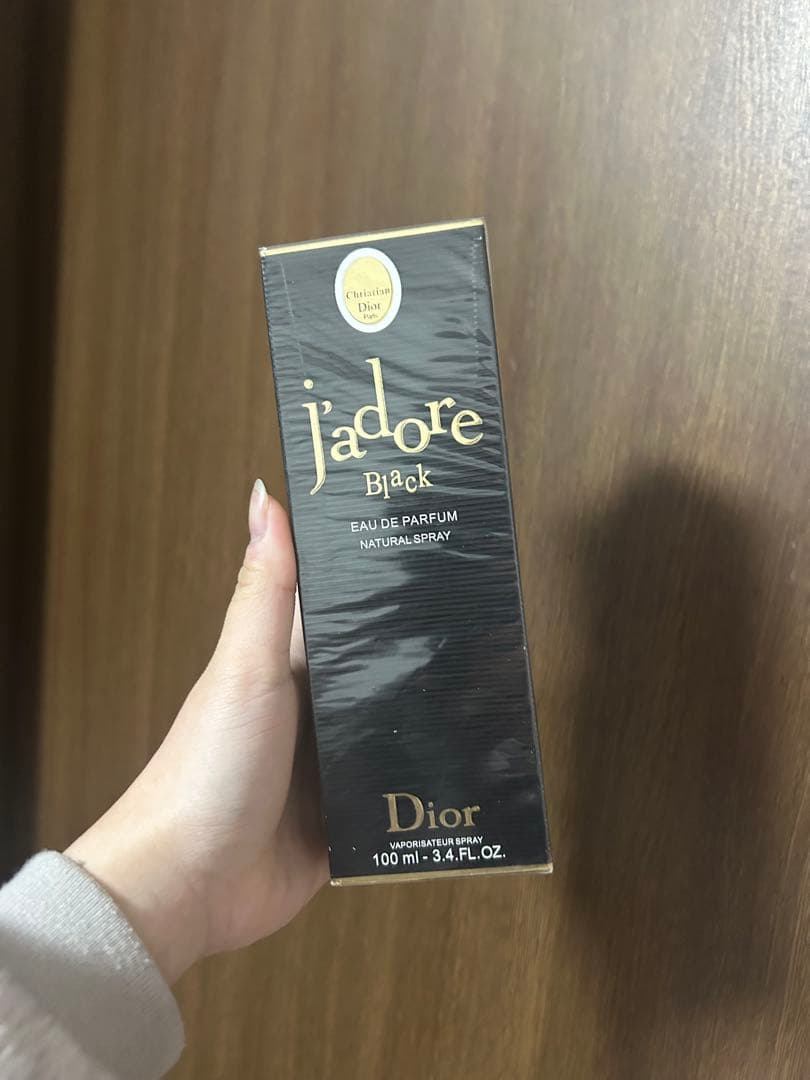 Christian
Dior
Paris
j'adore
Black
EAU DE PARFUM
NATURAL SPRAY
Dior
VAPORISATEUR SPRAY
100 ml - 3.4.FL.OZ.